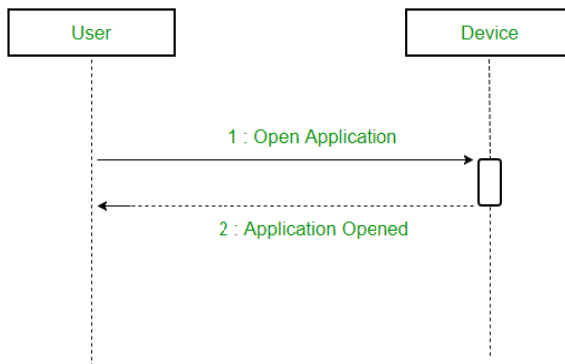 User
Device
1 : Open Application
2 : Application Opened